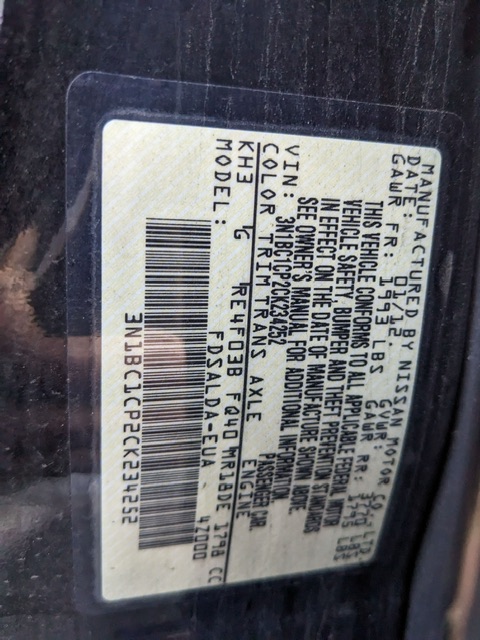 MANUFACTURED BY NISSAN MOTOR CO., LTD.
DATE: 01/12 GVWR: LBS
GAWR FR: 1993 LBS GAWR RR: 1795 LBS
THIS VEHICLE CONFORMS TO ALL APPLICABLE FEDERAL MOTOR
VEHICLE SAFETY, BUMPER AND THEFT PREVENTION STANDARDS
IN EFFECT ON THE DATE OF MANUFACTURE SHOWN ABOVE.
SEE OWNER'S MANUAL FOR ADDITIONAL INFORMATION.
VIN: 3N1BC1CP2CK234252 PASSENGER CAR
COLOR TRIM TRANS AXLE ENGINE
KH3 G RE4F03B FQ40 MR18DE 1798 CC
MODEL: FDSALDA-EUA - 47000
3N1BC1CP2CK234252